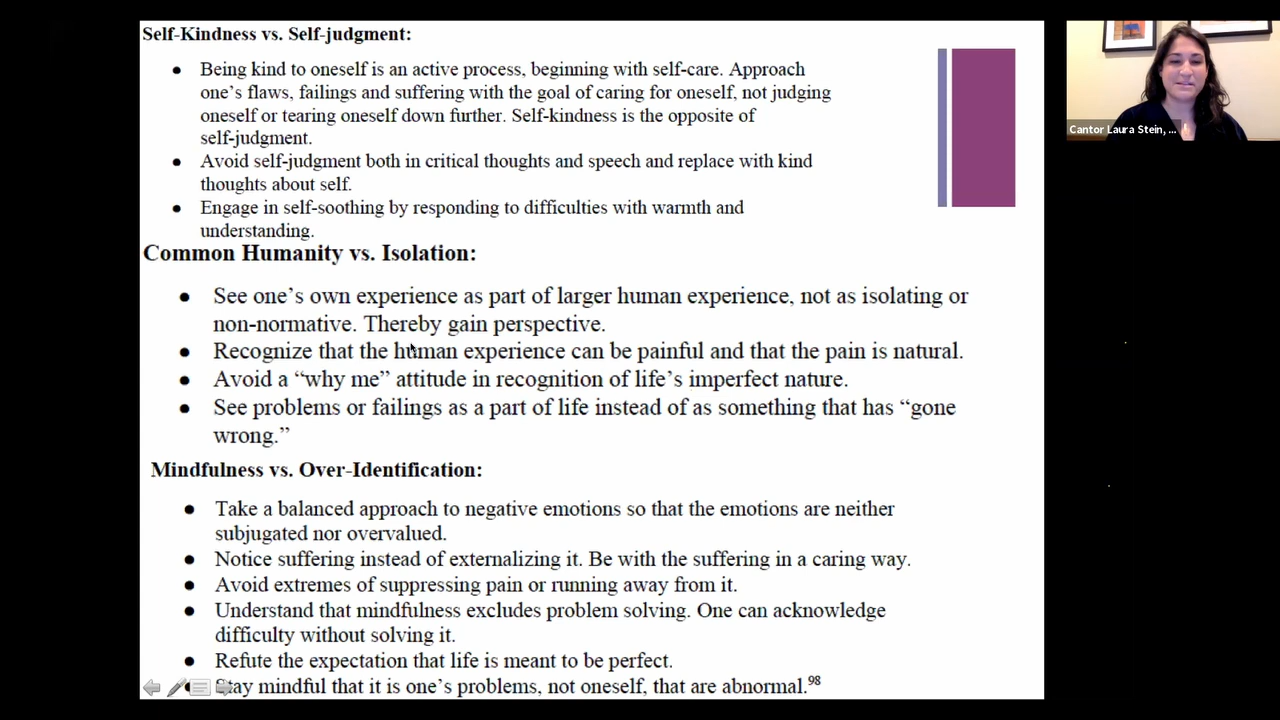 Self-Kindness vs. Self-judgment:
● Being kind to oneself is an active process, beginning with self-care. Approach
one's flaws, failings and suffering with the goal of caring for oneself, not judging
oneself or tearing oneself down further. Self-kindness is the opposite of
self-judgment.
● Avoid self-judgment both in critical thoughts and speech and replace with kind
thoughts about self.
● Engage in self-soothing by responding to difficulties with warmth and
understanding.
Common Humanity vs. Isolation:
● See one's own experience as part of larger human experience, not as isolating or
non-normative. Thereby gain perspective.
● Recognize that the human experience can be painful and that the pain is natural.
● Avoid a “why me” attitude in recognition of life's imperfect nature.
● See problems or failings as a part of life instead of as something that has “gone
wrong.”
Mindfulness vs. Over-Identification:
● Take a balanced approach to negative emotions so that the emotions are neither
subjugated nor overvalued.
● Notice suffering instead of externalizing it. Be with the suffering in a caring way.
● Avoid extremes of suppressing pain or running away from it.
● Understand that mindfulness excludes problem solving. One can acknowledge
difficulty without solving it.
● Refute the expectation that life is meant to be perfect.
● Stay mindful that it is one's problems, not oneself, that are abnormal.98
Cantor Laura Stein, ...